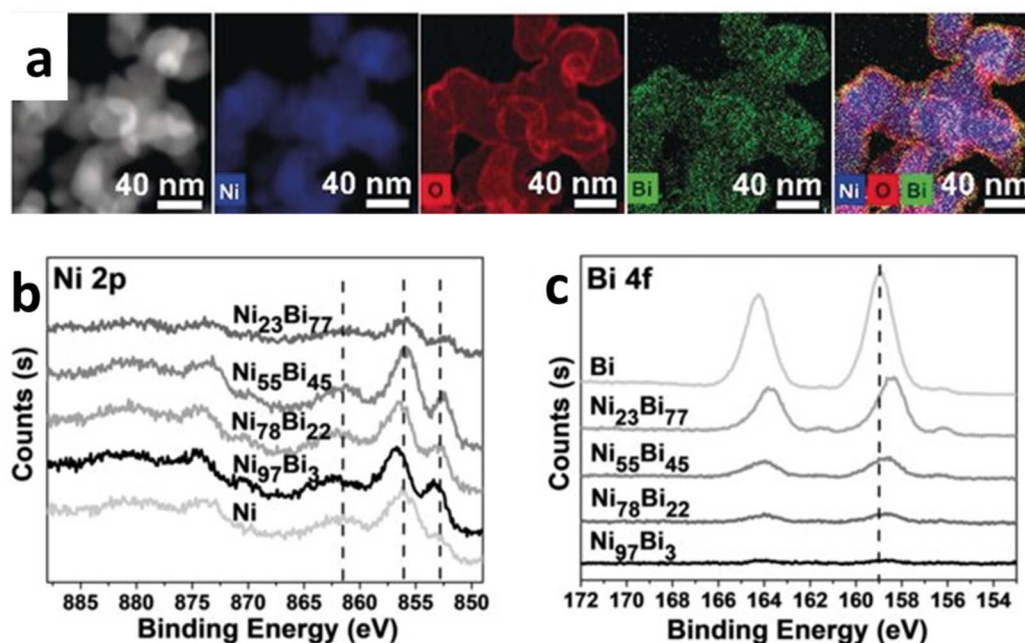 a
40 nm
Ni 40 nm
O 40 nm
Bi 40 nm
Ni O Bi 40 nm
b
Ni 2p
Ni₂₃Bi₇₇
Ni₅₅Bi₄₅
Ni₇₈Bi₂₂
Ni₉₇Bi₃
Ni
Counts (s)
885 880 875 870 865 860 855 850
Binding Energy (eV)
c
Bi 4f
Bi
Ni₂₃Bi₇₇
Ni₅₅Bi₄₅
Ni₇₈Bi₂₂
Ni₉₇Bi₃
Counts (s)
172 170 168 166 164 162 160 158 156 154
Binding Energy (eV)